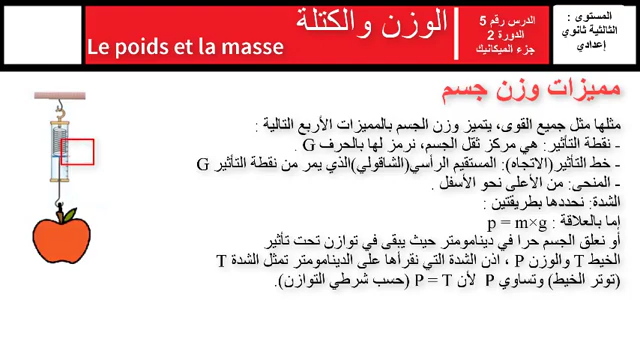 المستوى :
الثالثية ثانوي
إعدادي
الدرس رقم 5
الدورة 2
جزء الميكانيك
الوزن والكتلة
Le poids et la masse
مميزات وزن جسم
مثلها مثل جميع القوى، يتميز وزن الجسم بالمميزات الأربع التالية :
- نقطة التأثير: هي مركز ثقل الجسم، نرمز لها بالحرف G .
- خط التأثير(الاتجاه): المستقيم الرأسي(الشاقولي)الذي يمر من نقطة التأثير G
- المنحى: من الأعلى نحو الأسفل .
الشدة: نحددها بطريقتين :
إما بالعلاقة : p = m×g
أو نعلق الجسم حرا في دينامومتر حيث يبقى في توازن تحت تأثير
الخيط T والوزن P ، اذن الشدة التي نقرأها على الدينامومتر تمثل الشدة T
(توتر الخيط) وتساوي P لأن P = T (حسب شرطي التوازن).